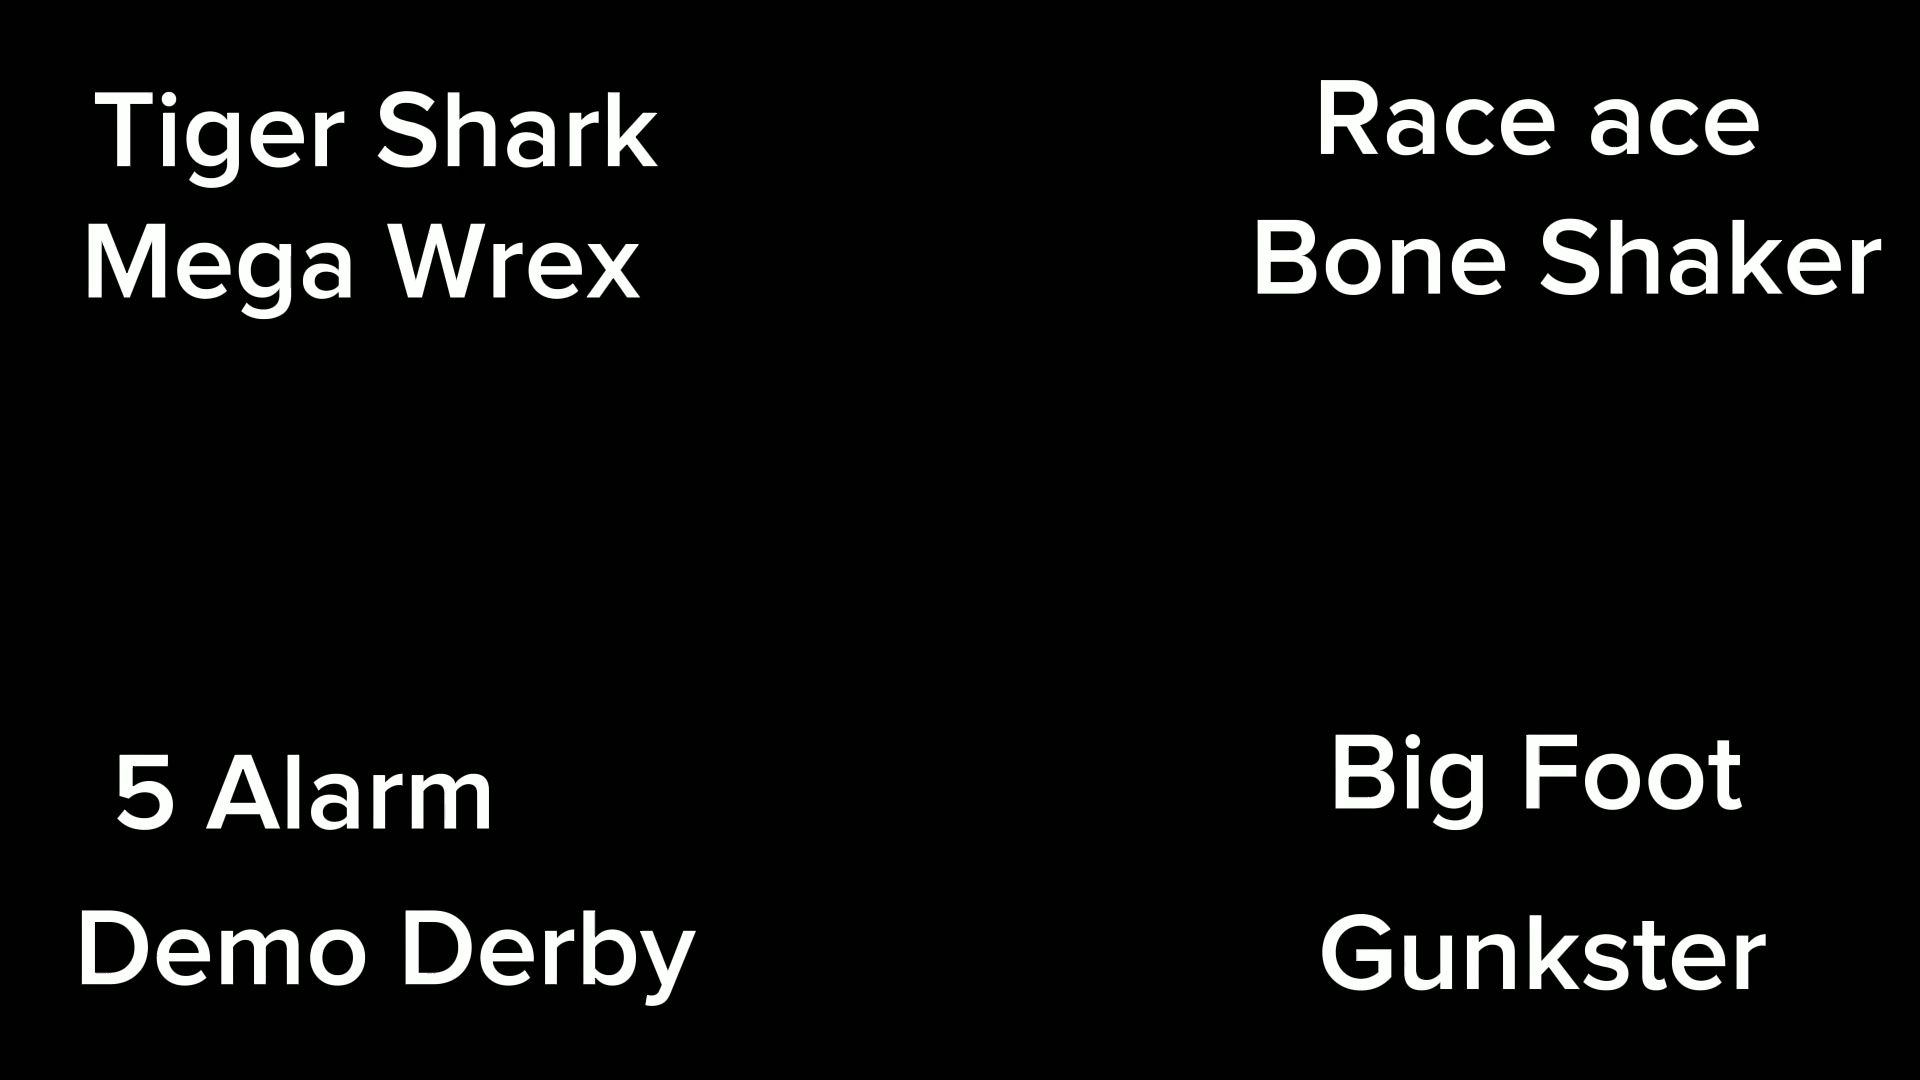 Tiger Shark
Mega Wrex
Race ace
Bone Shaker
5 Alarm
Demo Derby
Big Foot
Gunkster